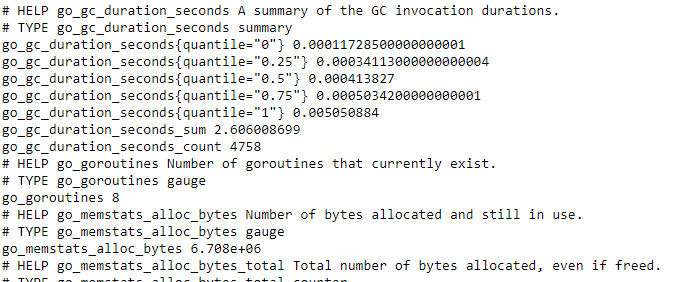 # HELP go_gc_duration_seconds A summary of the GC invocation durations.
# TYPE go_gc_duration_seconds summary
go_gc_duration_seconds{quantile="0"} 0.00011728500000000001
go_gc_duration_seconds{quantile="0.25"} 0.00034113000000000004
go_gc_duration_seconds{quantile="0.5"} 0.000413827
go_gc_duration_seconds{quantile="0.75"} 0.0005034200000000001
go_gc_duration_seconds{quantile="1"} 0.005050884
go_gc_duration_seconds_sum 2.606008699
go_gc_duration_seconds_count 4758
# HELP go_goroutines Number of goroutines that currently exist.
# TYPE go_goroutines gauge
go_goroutines 8
# HELP go_memstats_alloc_bytes Number of bytes allocated and still in use.
# TYPE go_memstats_alloc_bytes gauge
go_memstats_alloc_bytes 6.708e+06
# HELP go_memstats_alloc_bytes_total Total number of bytes allocated, even if freed.
# TYPE go_memstats_alloc_bytes_total counter